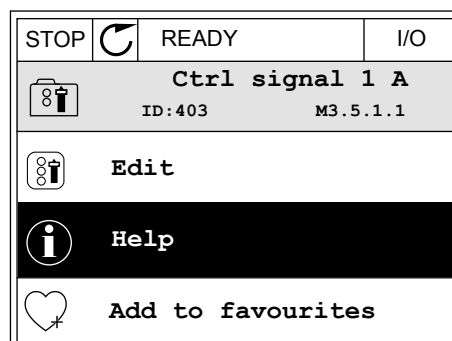 STOP READY I/O
Ctrl signal 1 A
ID:403 M3.5.1.1
Edit
Help
Add to favourites